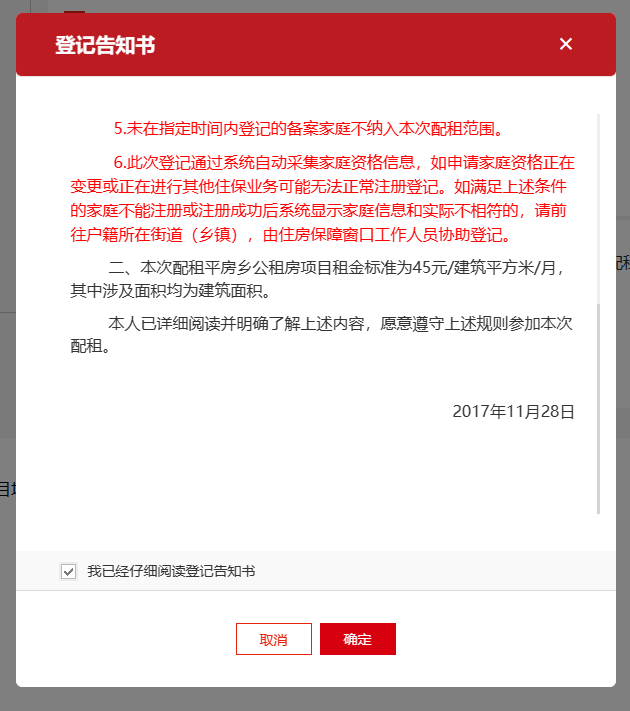 登记告知书
5.未在指定时间内登记的备案家庭不纳入本次配租范围。
6.此次登记通过系统自动采集家庭资格信息，如申请家庭资格正在
变更或正在进行其他住保业务可能无法正常注册登记。如满足上述条件
的家庭不能注册或注册成功后系统显示家庭信息和实际不相符的，请前
往户籍所在街道（乡镇），由住房保障窗口工作人员协助登记。
二、本次配租平房乡公租房项目租金标准为45元/建筑平方米/月，
其中涉及面积均为建筑面积。
本人已详细阅读并明确了解上述内容，愿意遵守上述规则参加本次
配租。
2017年11月28日
我已经仔细阅读登记告知书
取消
确定